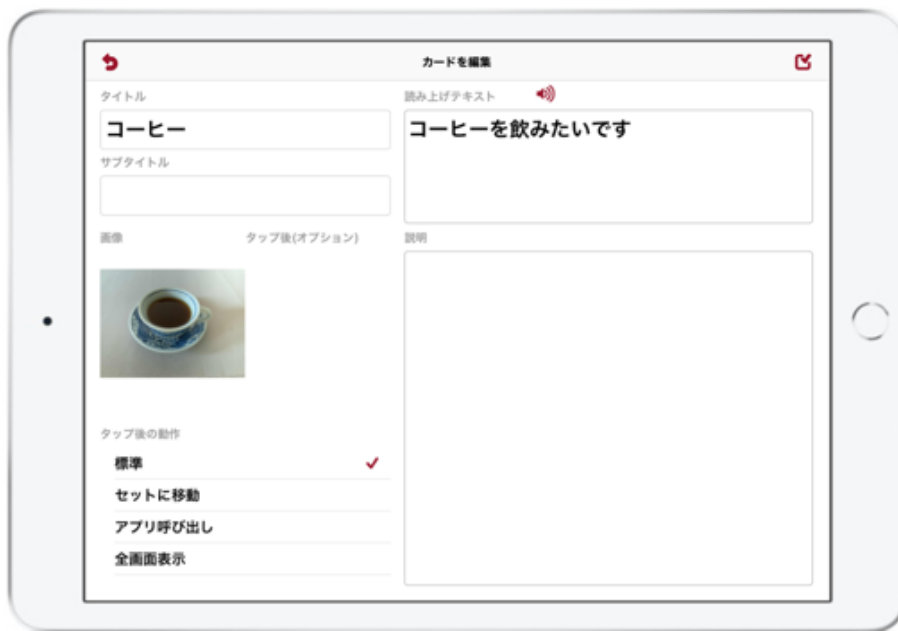 カードを編集
タイトル
コーヒー
サブタイトル
画像
タップ後(オプション)
タップ後の動作
標準
セットに移動
アプリ呼び出し
全画面表示
読み上げテキスト
コーヒーを飲みたいです
説明